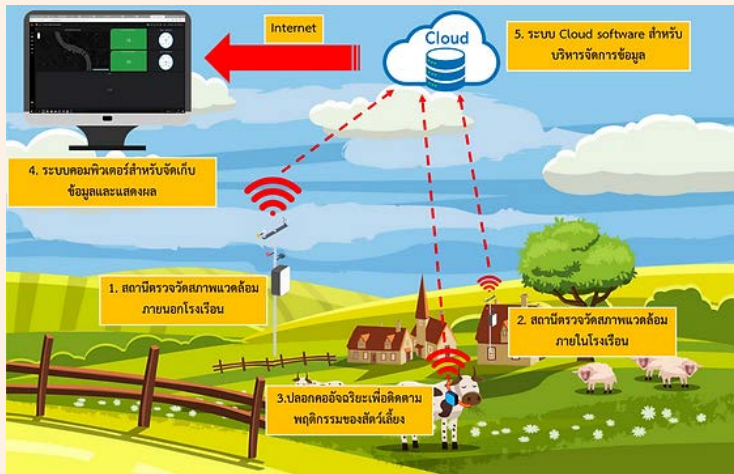 Internet
Cloud
5. ระบบ Cloud software สำหรับ
บริหารจัดการข้อมูล
4. ระบบคอมพิวเตอร์สำหรับจัดเก็บ
ข้อมูลและแสดงผล
1. สถานีตรวจวัดสภาพแวดล้อม
ภายนอกโรงเรือน
2. สถานีตรวจวัดสภาพแวดล้อม
ภายในโรงเรือน
3.ปลอกคออัจฉริยะเพื่อติดตาม
พฤติกรรมของสัตว์เลี้ยง